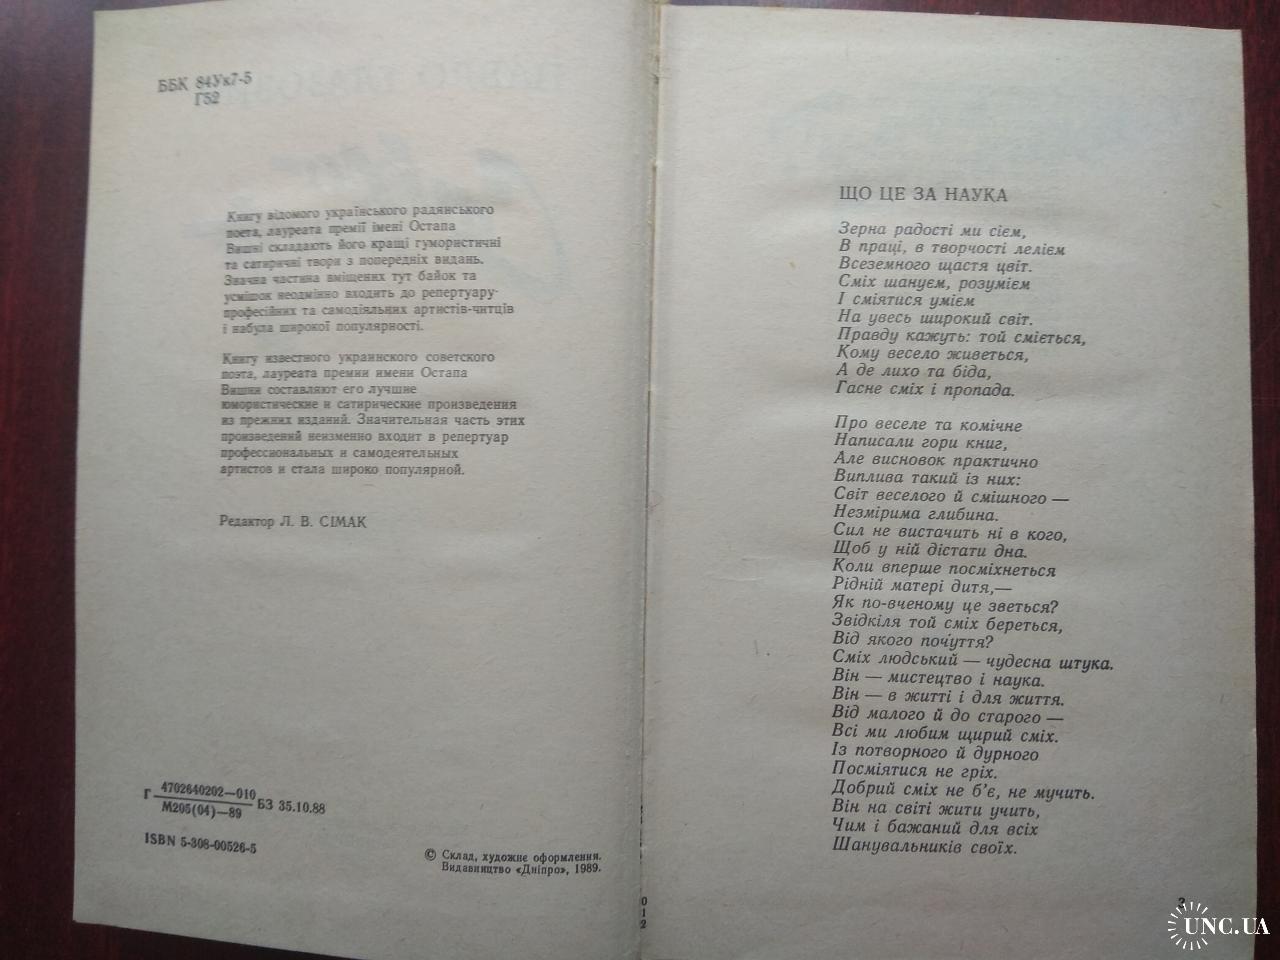 ББК 84Ук7-5
Г52
Книгу відомого українського радянського
поета, лауреата премії імені Остапа
Вишні складають його кращі гумористичні
та сатиричні твори з попередніх видань.
Значна частина вміщених тут байок та
усмішок неодмінно входить до репертуару
професійних та самодіяльних артистів-читців
і набула широкої популярності.
Книгу известного украинского советского
поэта, лауреата премии имени Остапа
Вишни составляют его лучшие
юмористические и сатирические произведения
из прежних изданий. Значительная часть этих
произведений неизменно входит в репертуар
профессиональных и самодеятельных
артистов и стала широко популярной.
Редактор Л. В. СІМАК
Г 4702640202—010
М205(04)—89 БЗ 35.10.88
ISBN 5-308-00526-5
© Склад, художнє оформлення.
Видавництво «Дніпро», 1989.
ЩО ЦЕ ЗА НАУКА
Зерна радості ми сієм,
В праці, в творчості лелієм
Всеземного щастя цвіт.
Сміх шануєм, розумієм
І сміятися умієм
На увесь широкий світ.
Правду кажуть: той сміється,
Кому весело живеться,
А де лихо та біда,
Гасне сміх і пропада.
Про веселе та комічне
Написали гори книг,
Але висновок практично
Виплива такий із них:
Світ веселого й смішного —
Незмірима глибина.
Сил не вистачить ні в кого,
Щоб у ній дістати дна.
Коли вперше посміхнеться
Рідній матері дитя,—
Як по-вченому це зветься?
Звідкіля той сміх береться,
Від якого почуття?
Сміх людський — чудесна штука.
Він — мистецтво і наука.
Він — в житті і для життя.
Від малого й до старого —
Всі ми любим щирий сміх.
Із потворного й дурного
Посміятися не гріх.
Добрий сміх не б'є, не мучить.
Він на світі жити учить,
Чим і бажаний для всіх
Шанувальників своїх.
3
UNC.UA